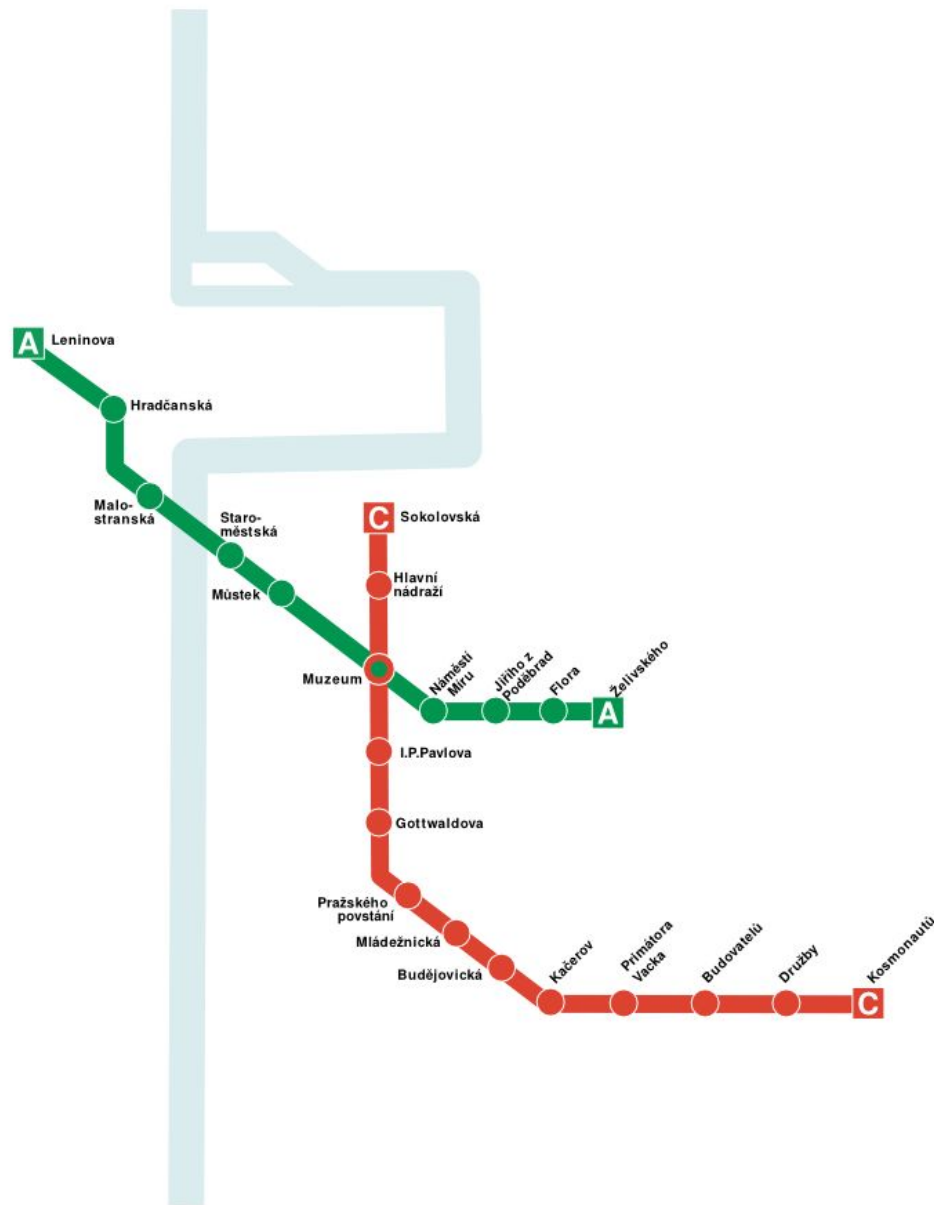 A
Leninova
Hradčanská
Malo-
stranská
Staro-
městská
Můstek
C
Sokolovská
Hlavní
nádraží
Muzeum
Náměstí
Míru
Jiřího z
Poděbrad
Flora
Želivského
A
I.P.Pavlova
Gottwaldova
Pražského
povstání
Mládežnická
Budějovická
Kačerov
Primátora
Vacka
Budovatelů
Družby
Kosmonautů
C